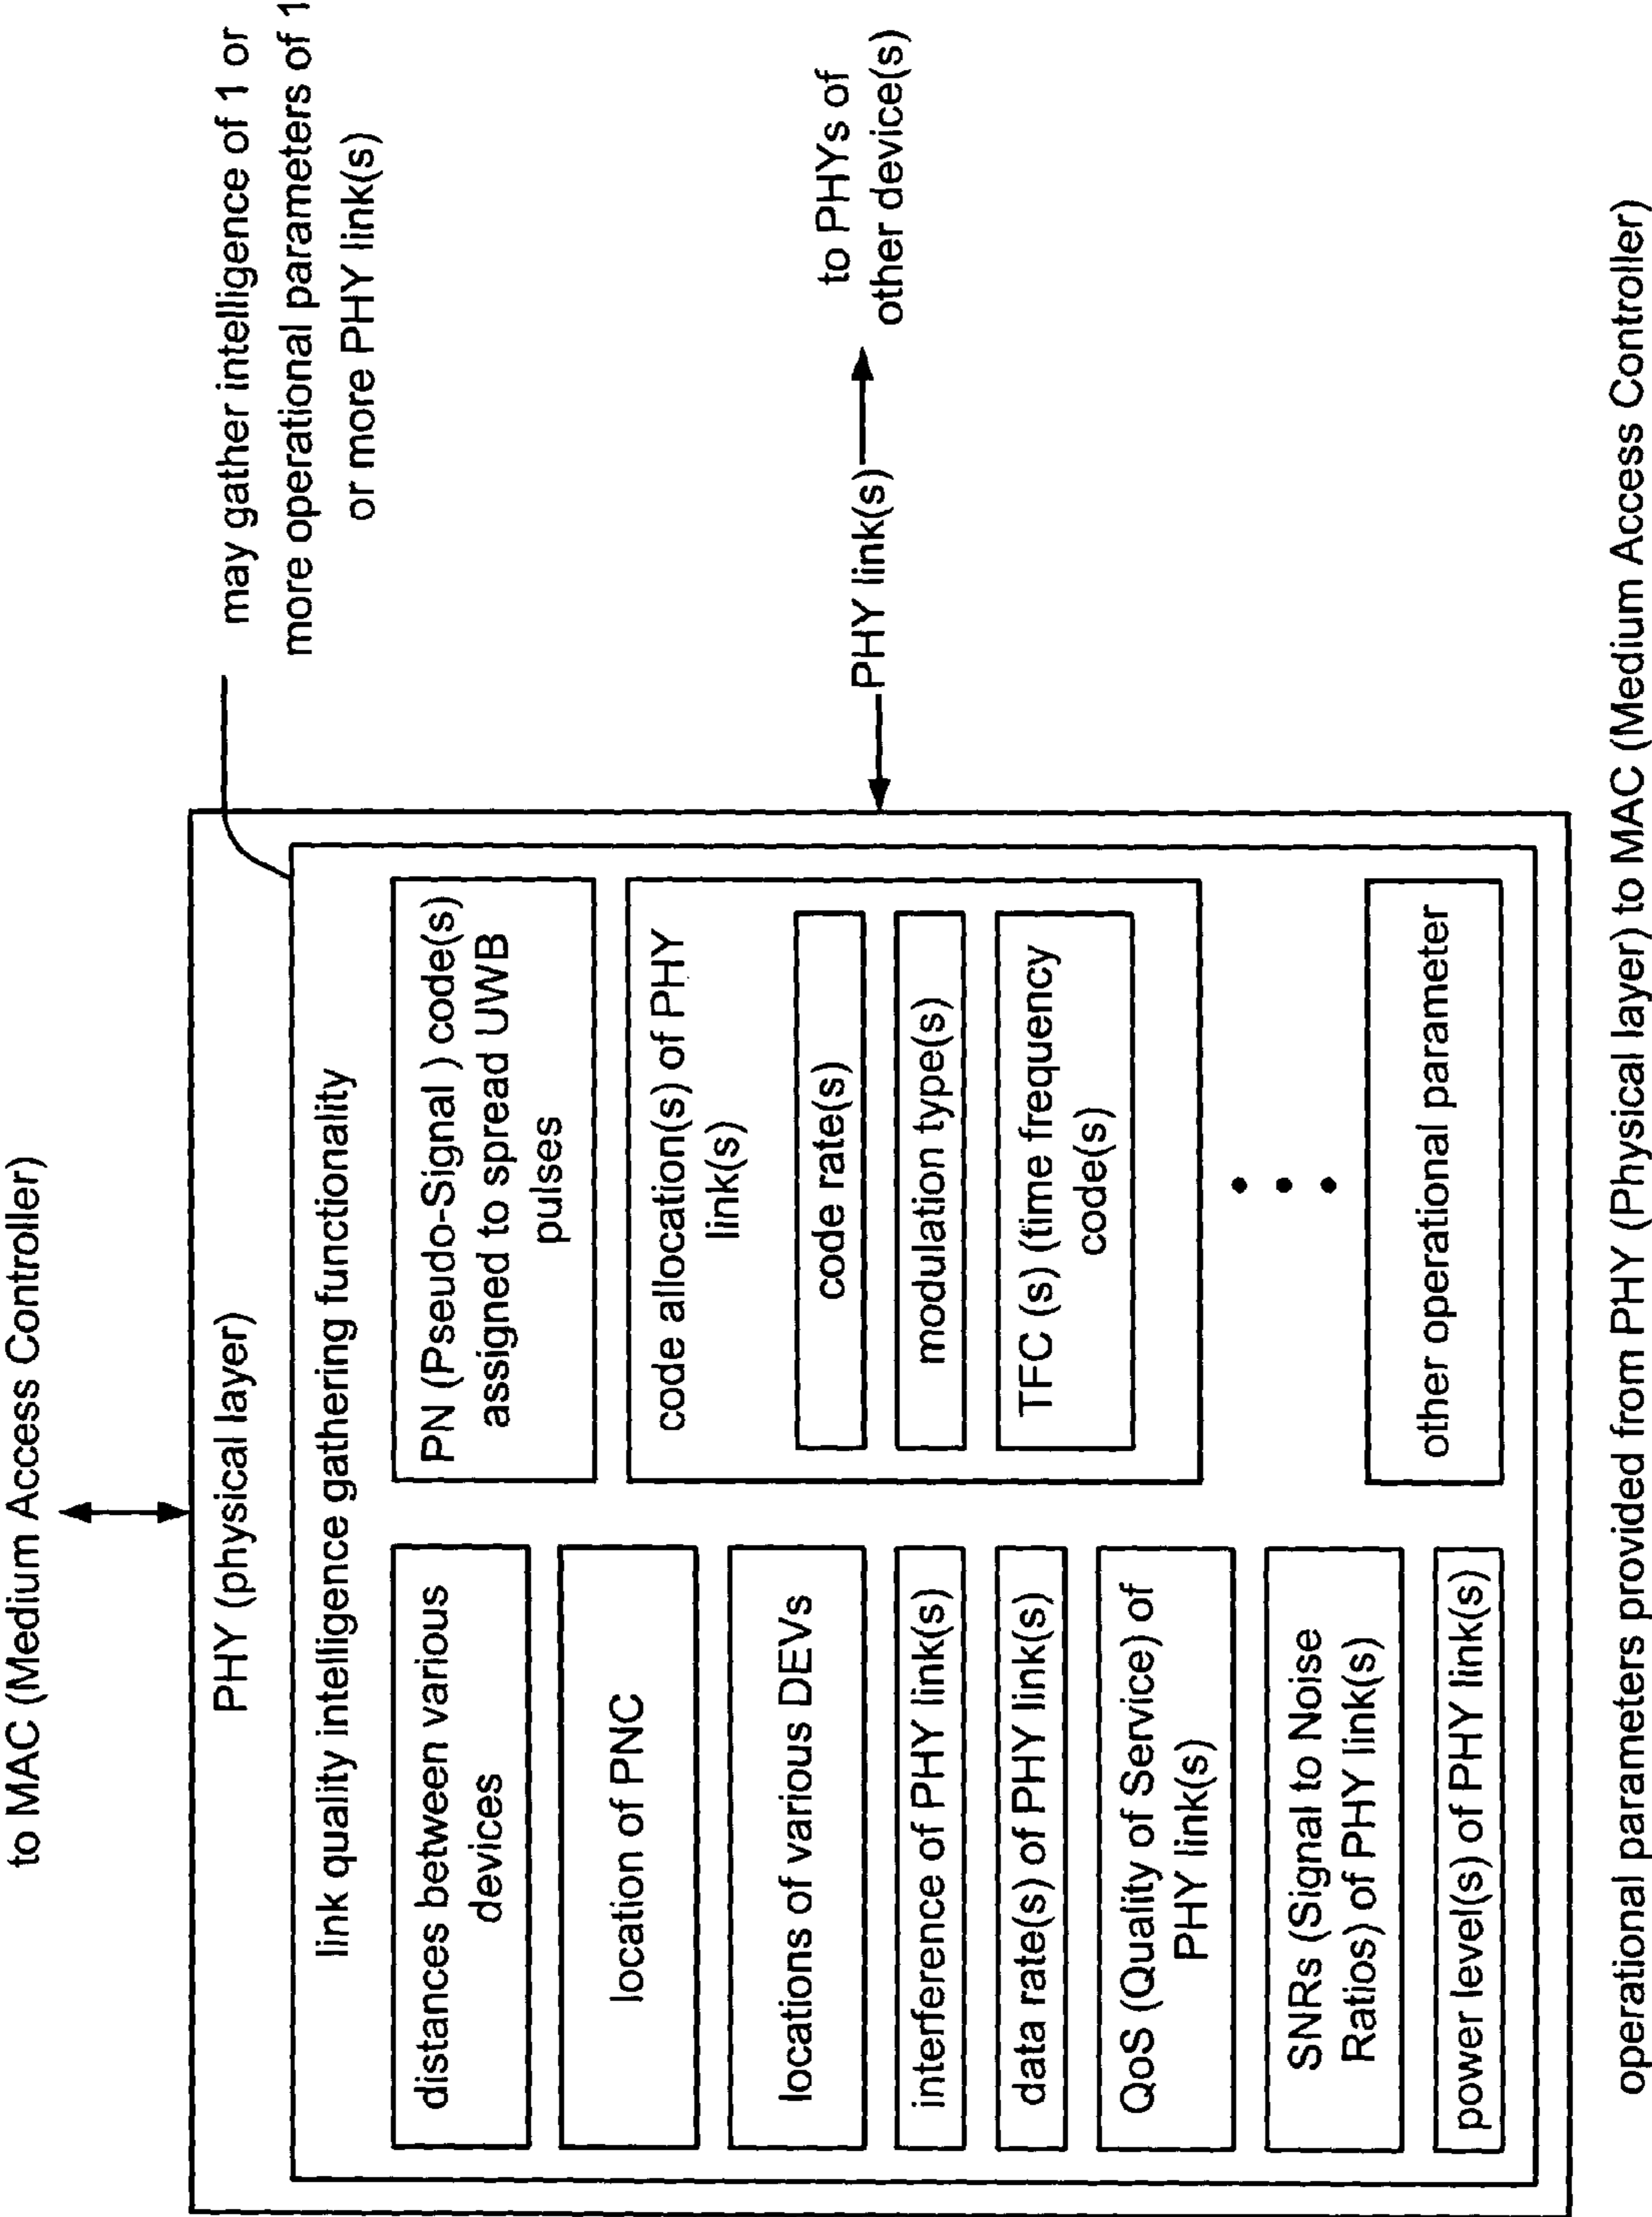 to MAC (Medium Access Controller)
PHY (physical layer)
may gather intelligence of 1 or
more operational parameters of 1
or more PHY link(s)
link quality intelligence gathering functionality
distances between various
devices
location of PNC
locations of various DEVs
interference of PHY link(s)
data rate(s) of PHY link(s)
QoS (Quality of Service) of
PHY link(s)
SNRs (Signal to Noise
Ratios) of PHY link(s)
power level(s) of PHY link(s)
PN (Pseudo-Signal ) code(s)
assigned to spread UWB
pulses
code allocation(s) of PHY
link(s)
code rate(s)
modulation type(s)
TFC (s) (time frequency
code(s)
other operational parameter
PHY link(s)
to PHYs of
other device(s)
operational parameters provided from PHY (Physical layer) to MAC (Medium Access Controller)